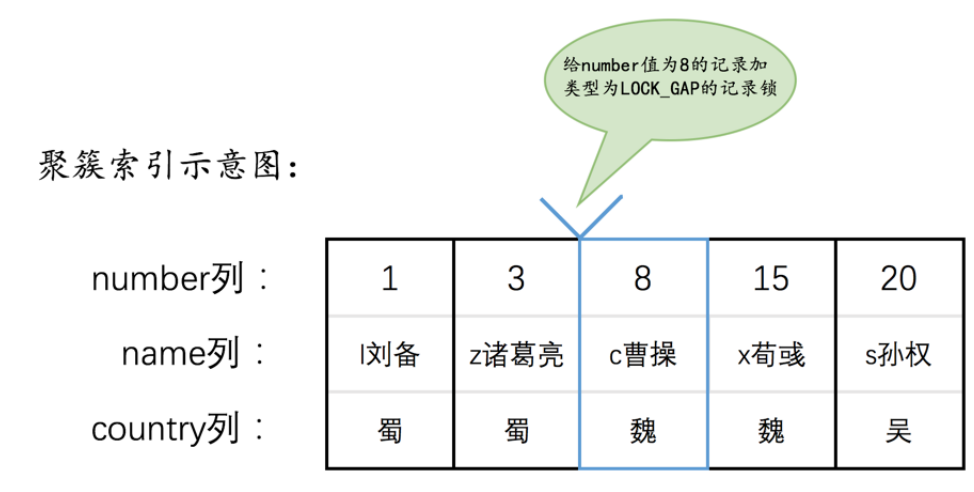 给number值为8的记录加
类型为LOCK_GAP的记录锁
聚簇索引示意图：
number列： 1 3 8 15 20
name列： l刘备 z诸葛亮 c曹操 x荀彧 s孙权
country列： 蜀 蜀 魏 魏 吴